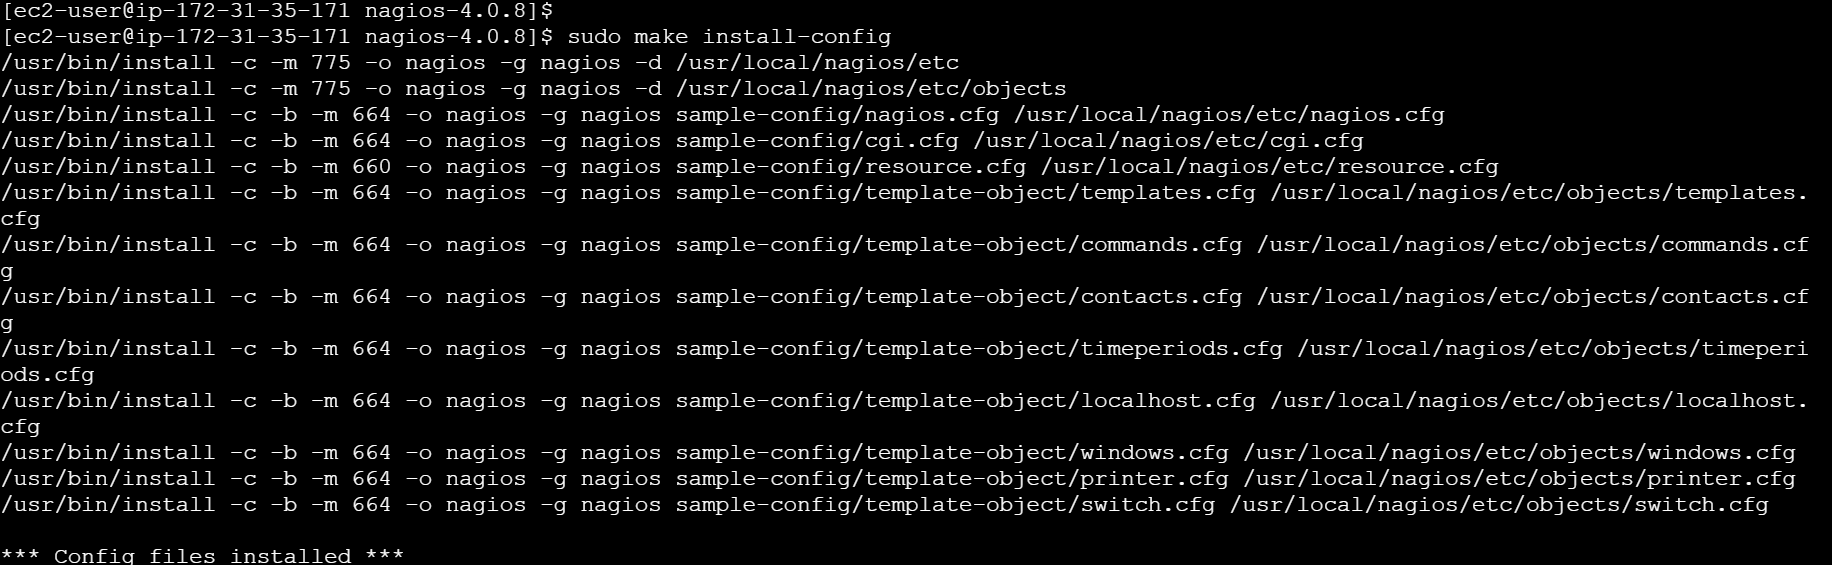 [ec2-user@ip-172-31-35-171 nagios-4.0.8]$
[ec2-user@ip-172-31-35-171 nagios-4.0.8]$ sudo make install-config
/usr/bin/install -c -m 775 -o nagios -g nagios -d /usr/local/nagios/etc
/usr/bin/install -c -m 775 -o nagios -g nagios -d /usr/local/nagios/etc/objects
/usr/bin/install -c -b -m 664 -o nagios -g nagios sample-config/nagios.cfg /usr/local/nagios/etc/nagios.cfg
/usr/bin/install -c -b -m 664 -o nagios -g nagios sample-config/cgi.cfg /usr/local/nagios/etc/cgi.cfg
/usr/bin/install -c -b -m 660 -o nagios -g nagios sample-config/resource.cfg /usr/local/nagios/etc/resource.cfg
/usr/bin/install -c -b -m 664 -o nagios -g nagios sample-config/template-object/templates.cfg /usr/local/nagios/etc/objects/templates.
cfg
/usr/bin/install -c -b -m 664 -o nagios -g nagios sample-config/template-object/commands.cfg /usr/local/nagios/etc/objects/commands.cf
g
/usr/bin/install -c -b -m 664 -o nagios -g nagios sample-config/template-object/contacts.cfg /usr/local/nagios/etc/objects/contacts.cf
g
/usr/bin/install -c -b -m 664 -o nagios -g nagios sample-config/template-object/timeperiods.cfg /usr/local/nagios/etc/objects/timeperi
ods.cfg
/usr/bin/install -c -b -m 664 -o nagios -g nagios sample-config/template-object/localhost.cfg /usr/local/nagios/etc/objects/localhost.
cfg
/usr/bin/install -c -b -m 664 -o nagios -g nagios sample-config/template-object/windows.cfg /usr/local/nagios/etc/objects/windows.cfg
/usr/bin/install -c -b -m 664 -o nagios -g nagios sample-config/template-object/printer.cfg /usr/local/nagios/etc/objects/printer.cfg
/usr/bin/install -c -b -m 664 -o nagios -g nagios sample-config/template-object/switch.cfg /usr/local/nagios/etc/objects/switch.cfg
*** Config files installed ***